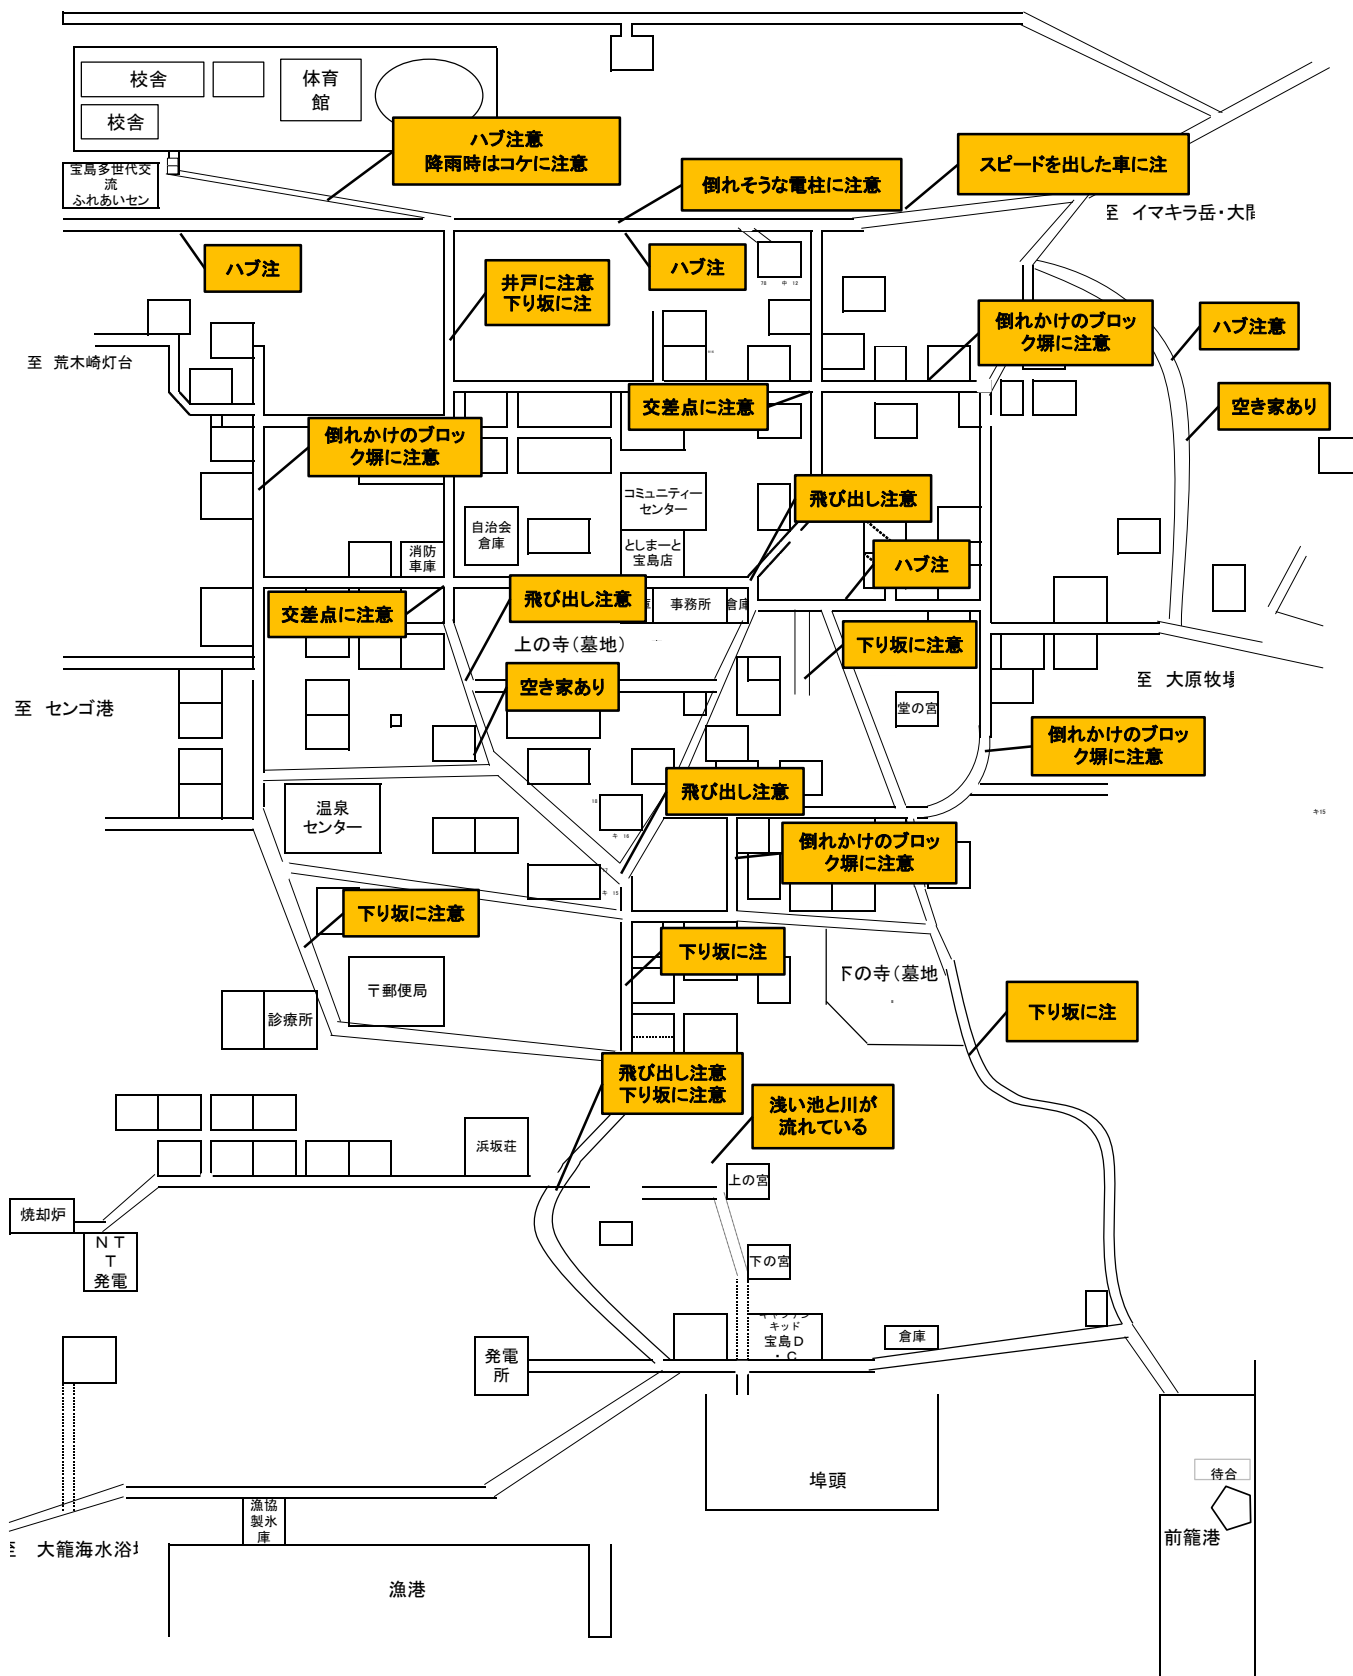 校舎
体育
館
校舎
ハブ注意
降雨時はコケに注意
スピードを出した車に注
宝島多世代交
流
ふれあいセン
倒れそうな電柱に注意
至 イマキラ岳・大間
ハブ注
ハブ注
井戸に注意
下り坂に注
倒れかけのブロッ
ク塀に注意
ハブ注意
至 荒木崎灯台
交差点に注意
空き家あり
倒れかけのブロッ
ク塀に注意
コミュニティー
センター
飛び出し注意
自治会
倉庫
消防
車庫
としまーと
宝島店
ハブ注
交差点に注意
飛び出し注意
事務所
倉庫
上の寺(墓地)
下り坂に注意
至 大原牧場
空き家あり
至 センゴ港
堂の宮
倒れかけのブロッ
ク塀に注意
飛び出し注意
温泉
センター
倒れかけのブロッ
ク塀に注意
下り坂に注意
下り坂に注
下の寺(墓地
〒郵便局
診療所
下り坂に注
飛び出し注意
下り坂に注意
浅い池と川が
流れている
浜坂荘
上の宮
焼却炉
NT
T
発電
下の宮
キッド
宝島D
・C
倉庫
発電
所
埠頭
待合
漁協
製氷
庫
前籠港
至 大籠海水浴場
漁港